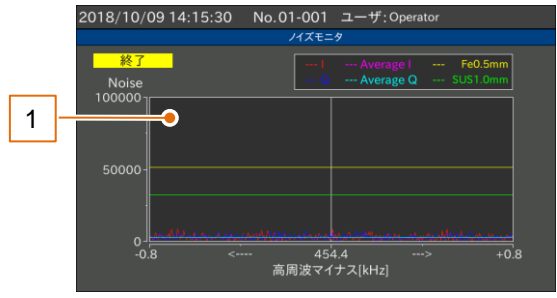 2018/10/09 14:15:30 No.01-001 ユーザ:Operator
ノイズモニタ
終了
--- I --- Average I --- Fe0.5mm
--- Average Q --- SUS1.0mm
Noise
100000
1
50000
0
-0.8 <---- 454.4 ---> +0.8
高周波マイナス[kHz]